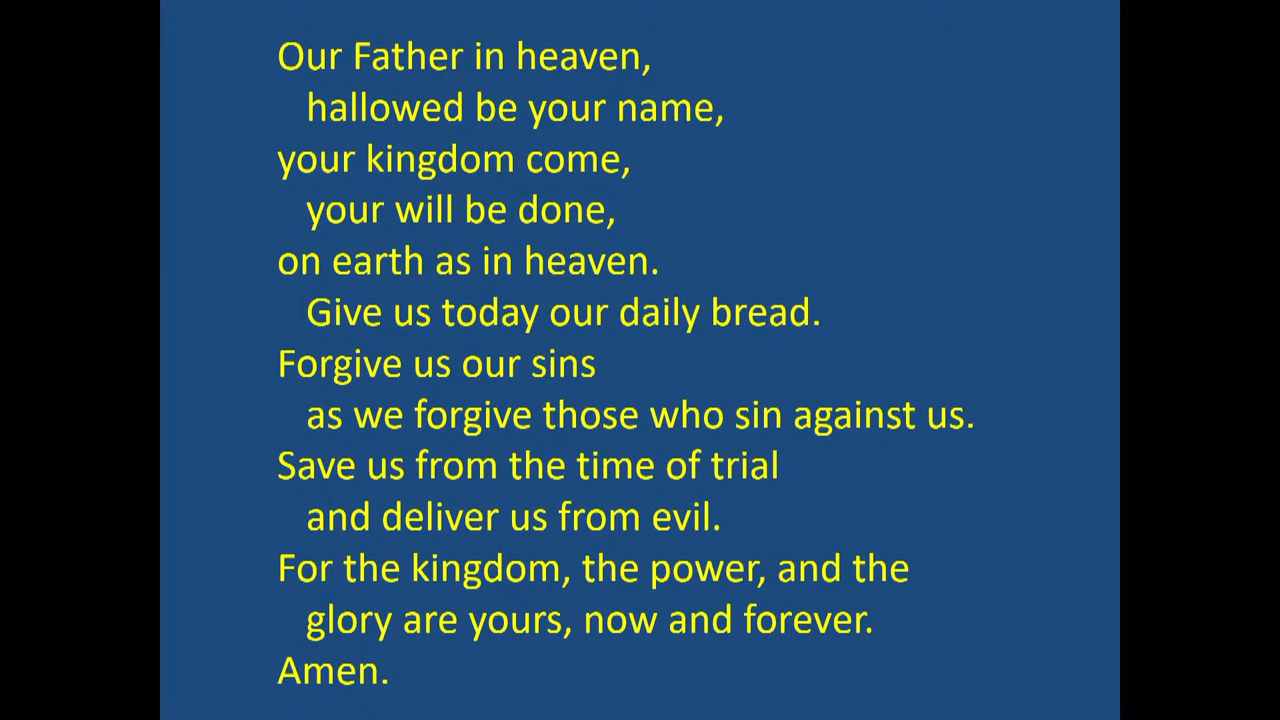 Our Father in heaven,
hallowed be your name,
your kingdom come,
your will be done,
on earth as in heaven.
Give us today our daily bread.
Forgive us our sins
as we forgive those who sin against us.
Save us from the time of trial
and deliver us from evil.
For the kingdom, the power, and the
glory are yours, now and forever.
Amen.